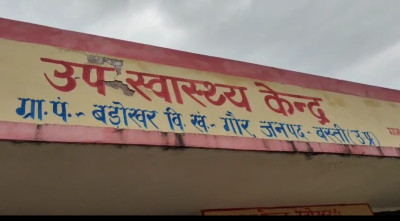 उप-स्वास्थ्य केन्द्र
ग्रा.पं.- बड़ोखर वि.खं.- गौर, जनपद- बस्ती (उ.प्र.)